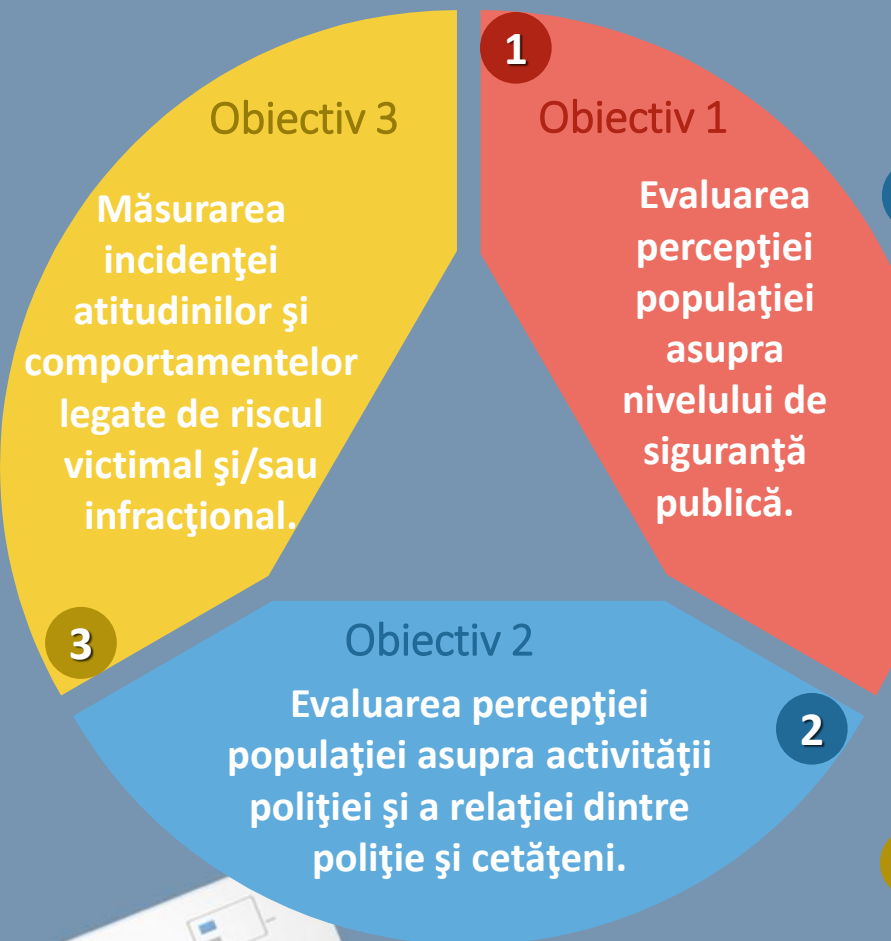 1
Obiectiv 1
Evaluarea
percepţiei
populaţiei
asupra
nivelului de
siguranţă
publică.
Obiectiv 2
2
Evaluarea percepţiei
populaţiei asupra activităţii
poliţiei şi a relaţiei dintre
poliţie şi cetăţeni.
Obiectiv 3
Măsurarea
incidenţei
atitudinilor şi
comportamentelor
legate de riscul
victimal şi/sau
infracţional.
3